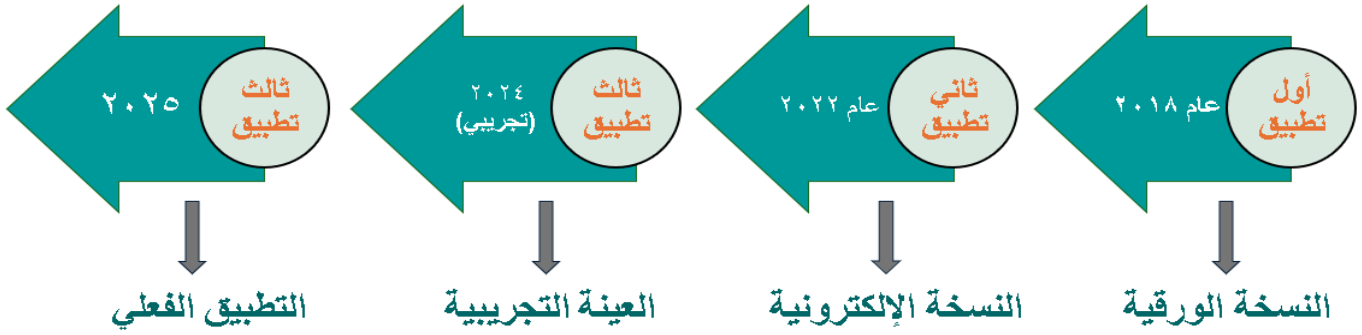 أول
تطبيق
عام ٢٠١٨
النسخة الورقية
ثاني
تطبيق
عام ٢٠٢٢
النسخة الإلكترونية
ثالث
تطبيق
٢٠٢٤
(تجريبي)
العينة التجريبية
ثالث
تطبيق
٢٠٢٥
التطبيق الفعلي